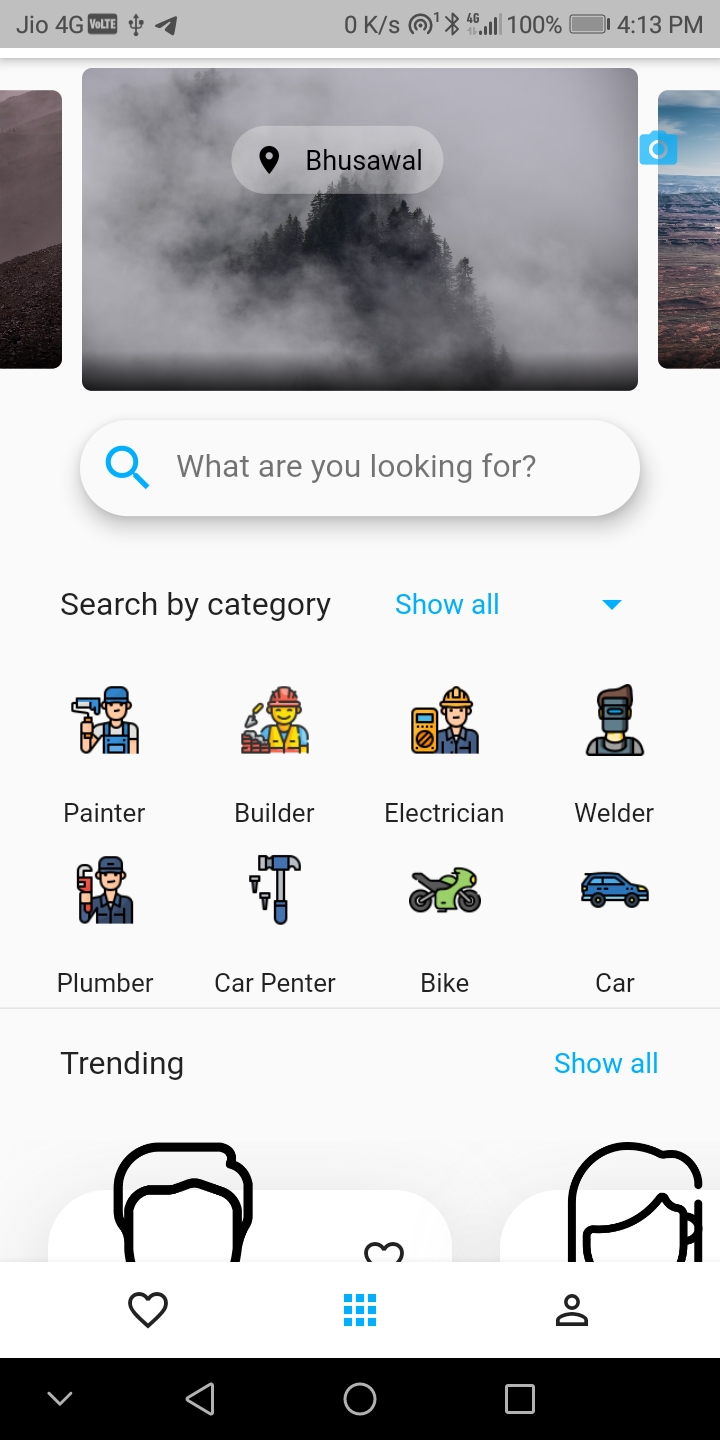 Jio 4G VoLTE 0 K/s 1 4G 100% 4:13 PM
Bhusawal
What are you looking for?
Search by category Show all
Painter Builder Electrician Welder
Plumber Car Penter Bike Car
Trending Show all